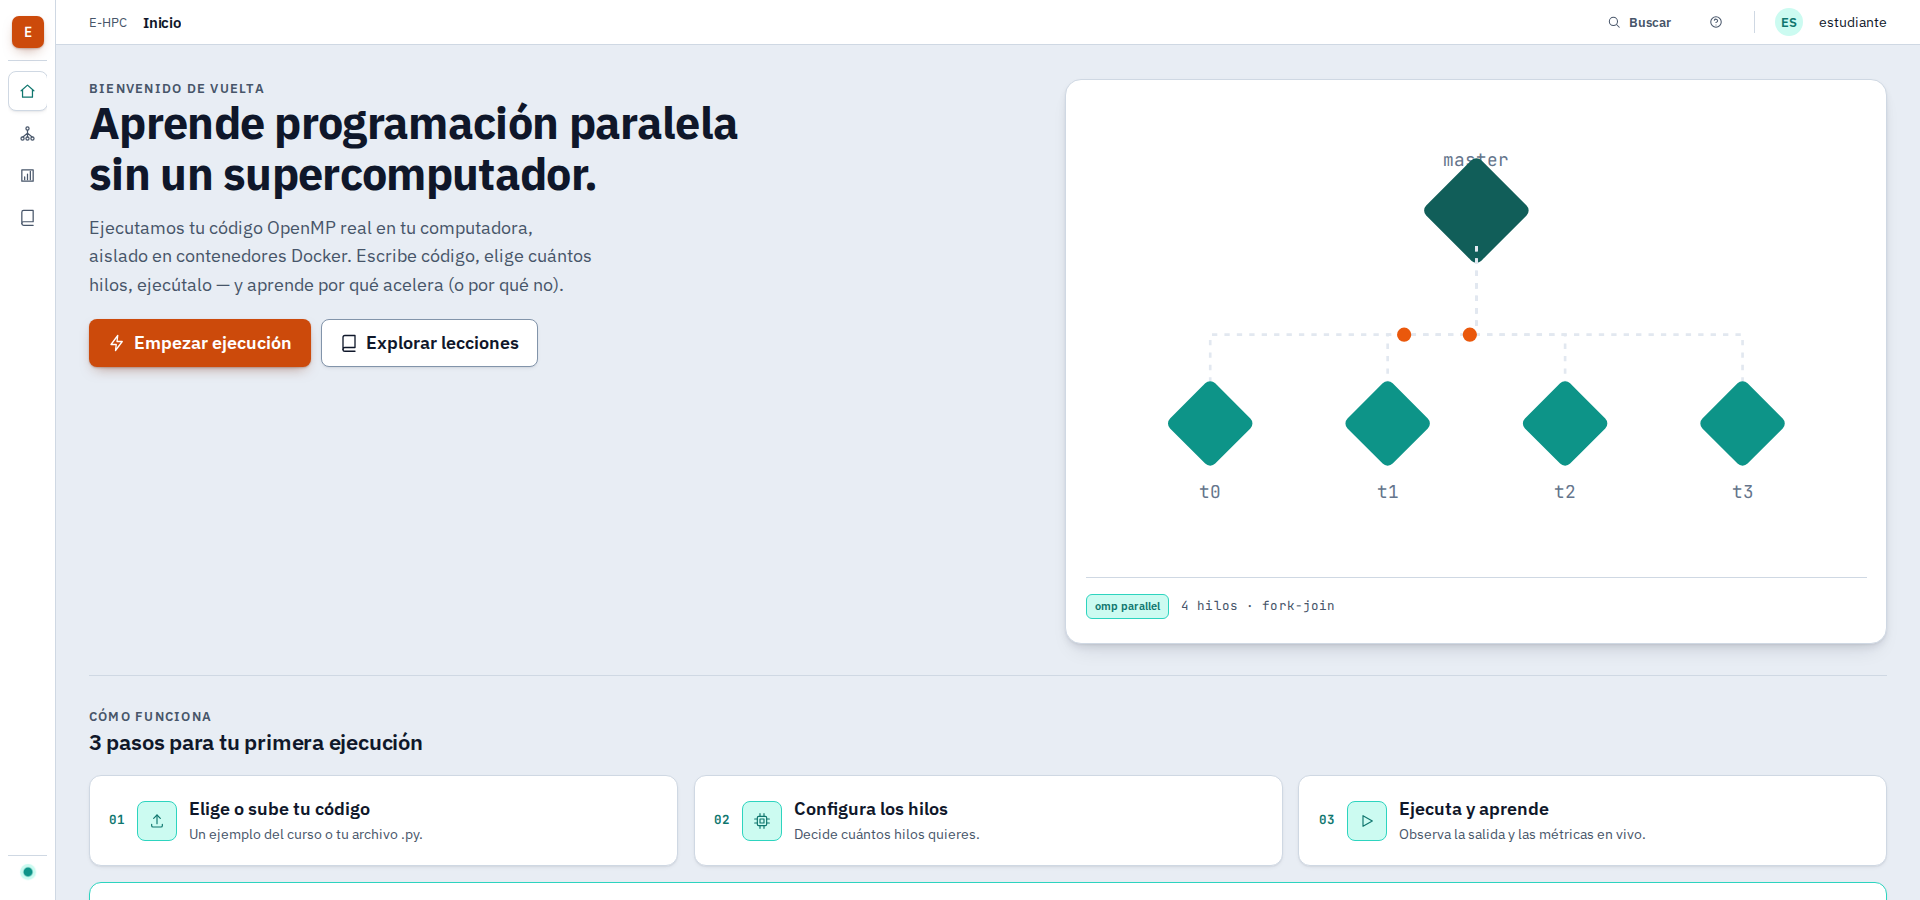 E
E-HPC Inicio
Buscar
ES estudiante
BIENVENIDO DE VUELTA
Aprende programación paralela
sin un supercomputador.
Ejecutamos tu código OpenMP real en tu computadora,
aislado en contenedores Docker. Escribe código, elige cuántos
hilos, ejecútalo — y aprende por qué acelera (o por qué no).
Empezar ejecución
Explorar lecciones
master
t0 t1 t2 t3
omp parallel 4 hilos · fork-join
CÓMO FUNCIONA
3 pasos para tu primera ejecución
01 Elige o sube tu código
Un ejemplo del curso o tu archivo .py.
02 Configura los hilos
Decide cuántos hilos quieres.
03 Ejecuta y aprende
Observa la salida y las métricas en vivo.